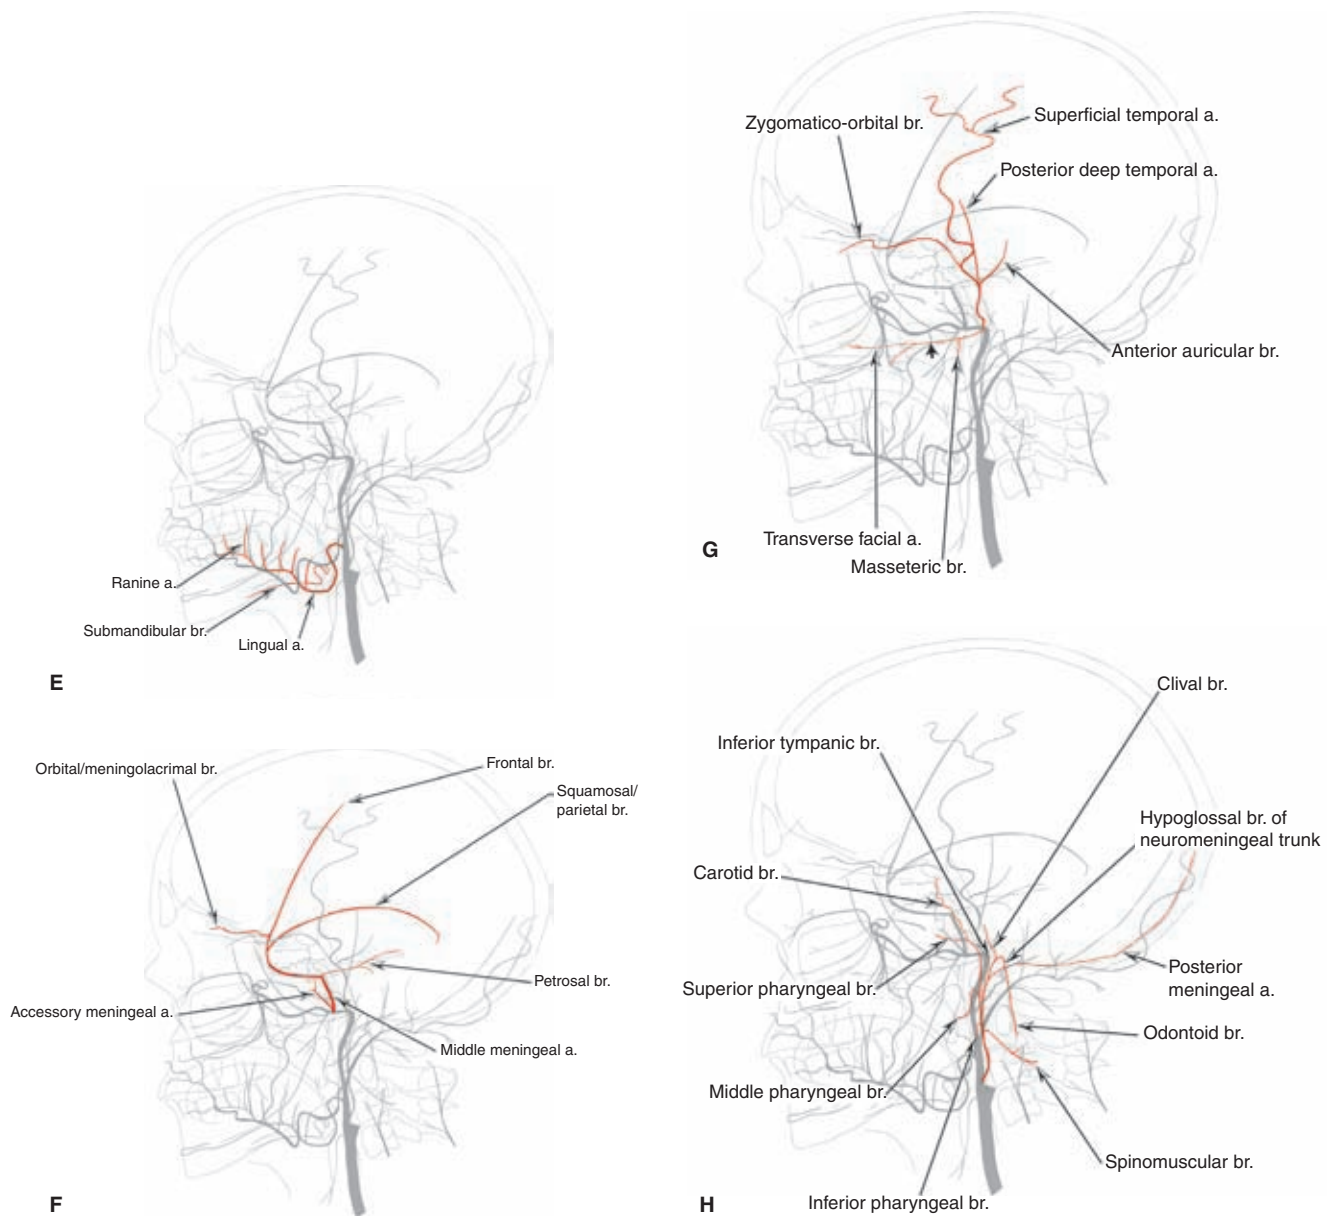 Ranine a.
Submandibular br.
Lingual a.
E
Orbital/meningolacrimal br.
Frontal br.
Squamosal/
parietal br.
Petrosal br.
Accessory meningeal a.
Middle meningeal a.
F
Zygomatico-orbital br.
Superficial temporal a.
Posterior deep temporal a.
Anterior auricular br.
Transverse facial a.
Masseteric br.
G
Clival br.
Inferior tympanic br.
Hypoglossal br. of
neuromeningeal trunk
Carotid br.
Superior pharyngeal br.
Posterior
meningeal a.
Odontoid br.
Middle pharyngeal br.
Spinomuscular br.
Inferior pharyngeal br.
H